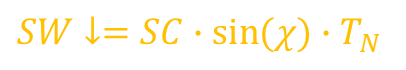 SW ↓= SC · sin(χ) · T_N